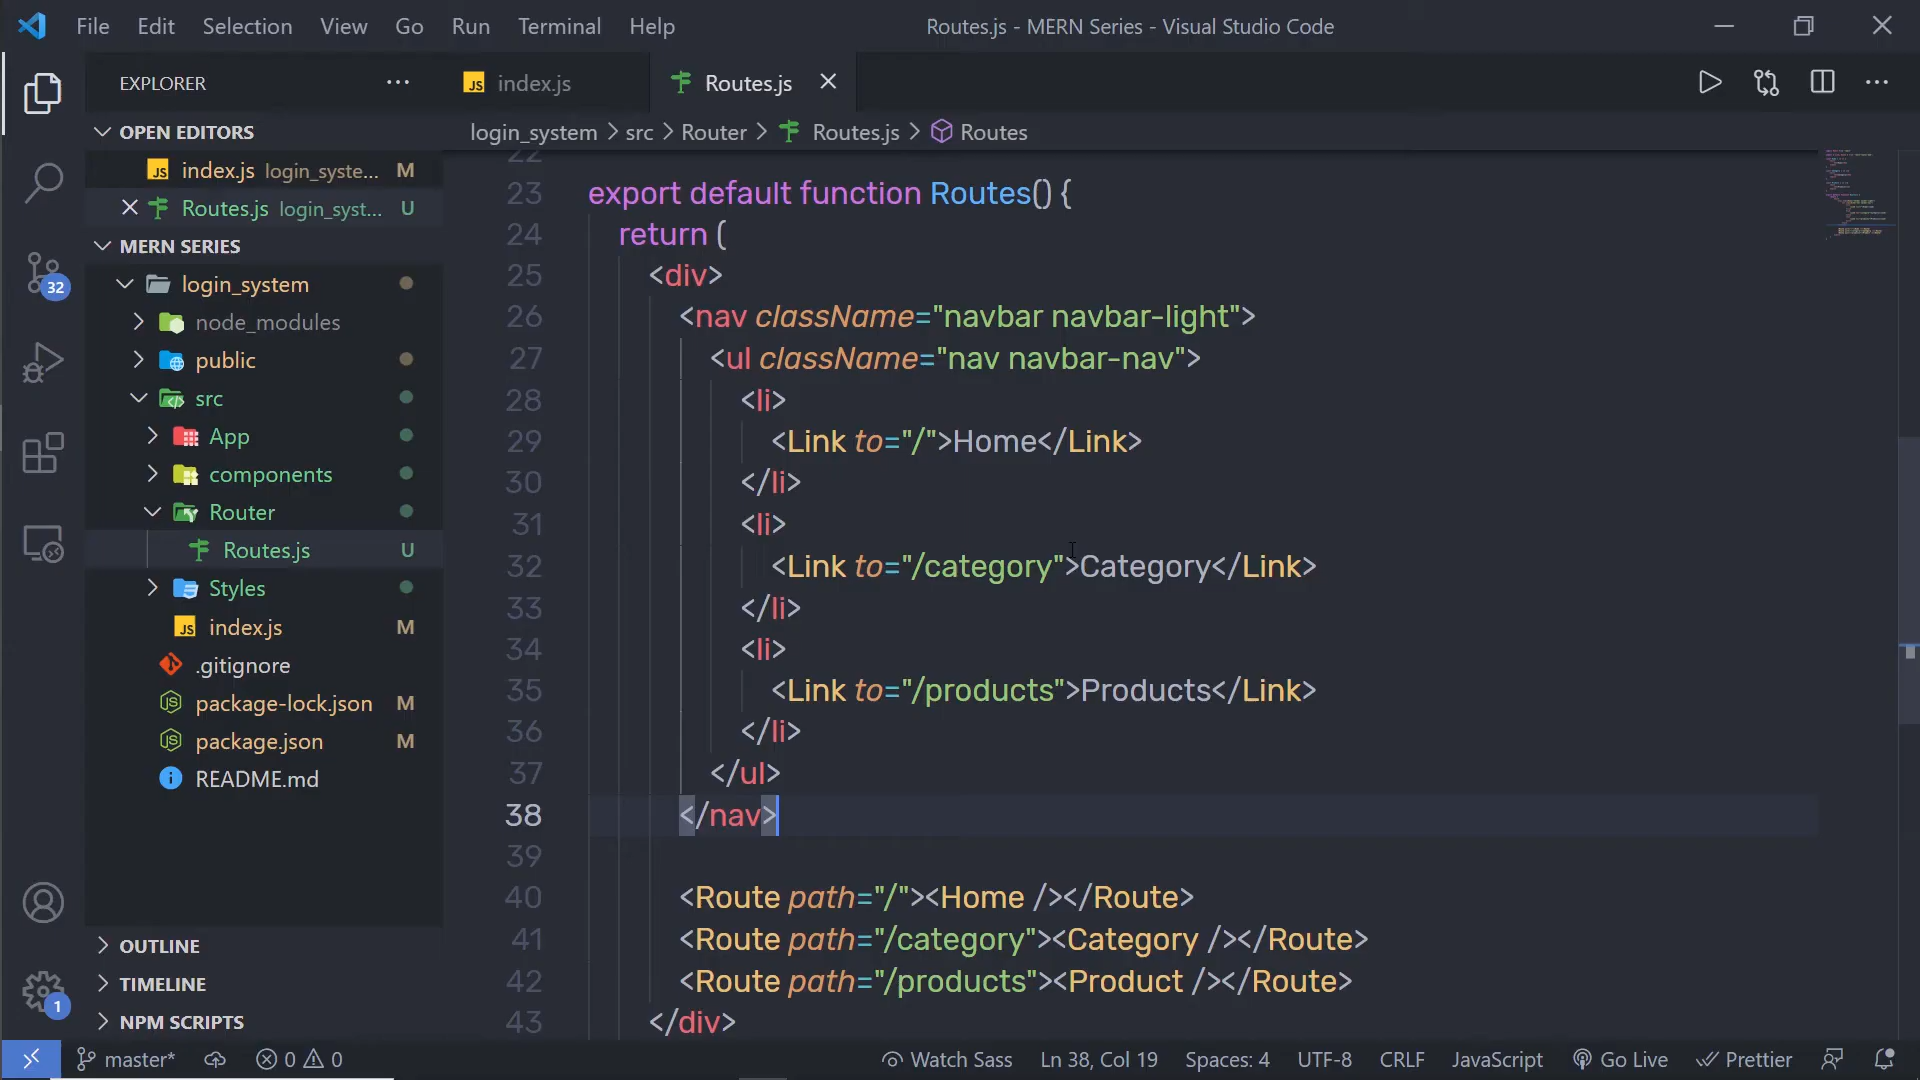 File Edit Selection View Go Run Terminal Help
Routes.js - MERN Series - Visual Studio Code
EXPLORER
OPEN EDITORS
JS index.js login_syste... M
Routes.js login_syst... U
MERN SERIES
login_system
node_modules
public
src
App
components
Router
Routes.js U
Styles
JS index.js M
.gitignore
package-lock.json M
package.json M
README.md
OUTLINE
TIMELINE
NPM SCRIPTS
32
1
JS index.js
Routes.js
login_system > src > Router > Routes.js > Routes
22
23 export default function Routes() {
24 return (
25 <div>
26 <nav className="navbar navbar-light">
27 <ul className="nav navbar-nav">
28 <li>
29 <Link to="/">Home</Link>
30 </li>
31 <li>
32 <Link to="/category">Category</Link>
33 </li>
34 <li>
35 <Link to="/products">Products</Link>
36 </li>
37 </ul>
38 </nav>
39
40 <Route path="/"><Home /></Route>
41 <Route path="/category"><Category /></Route>
42 <Route path="/products"><Product /></Route>
43 </div>
master* 0 0 Watch Sass Ln 38, Col 19 Spaces: 4 UTF-8 CRLF JavaScript Go Live Prettier